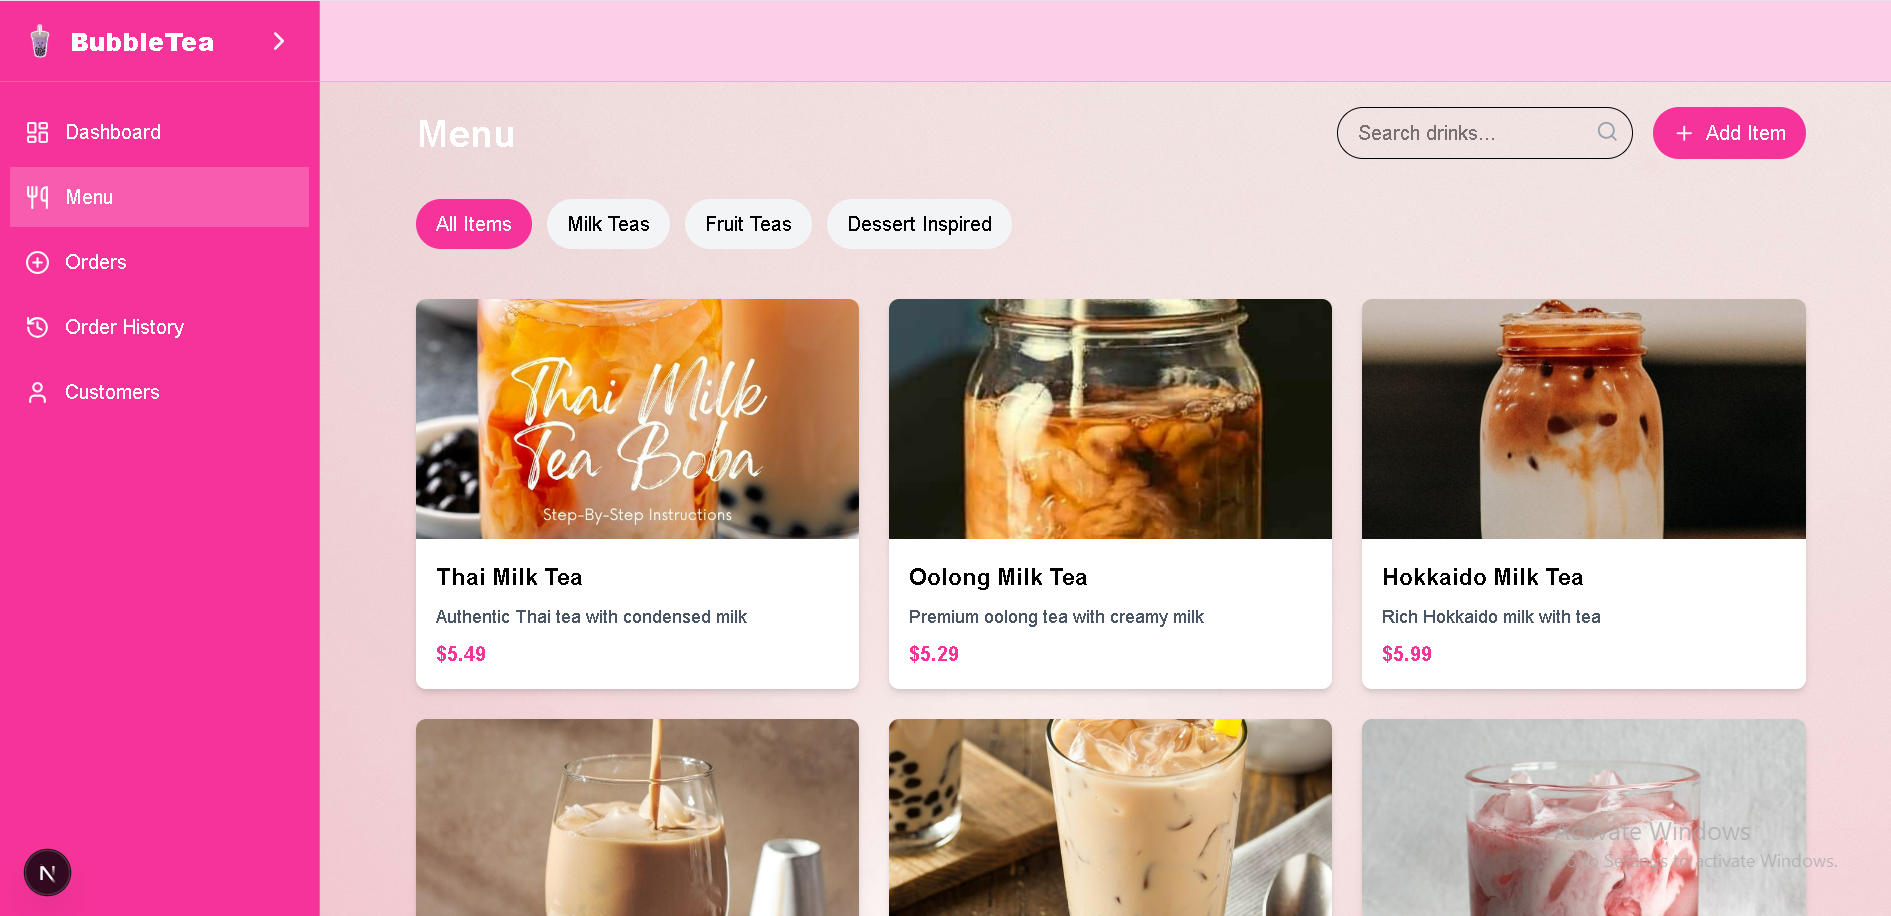 BubbleTea
Dashboard
Menu
Orders
Order History
Customers
N
Menu
Search drinks...
Add Item
All Items
Milk Teas
Fruit Teas
Dessert Inspired
Thai Milk
Tea Boba
Step-By-Step Instructions
Thai Milk Tea
Authentic Thai tea with condensed milk
$5.49
Oolong Milk Tea
Premium oolong tea with creamy milk
$5.29
Hokkaido Milk Tea
Rich Hokkaido milk with tea
$5.99
Activate Windows
Go to Settings to activate Windows.